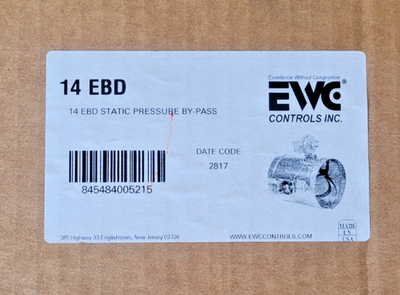 14 EBD
Excellence Without Compromise
EWC®
CONTROLS INC.
14 EBD STATIC PRESSURE BY-PASS
DATE CODE
2817
845484005215
385 Highway 33 Englishtown, New Jersey 07726
WWW.EWCCONTROLS.COM
MADE
IN
USA